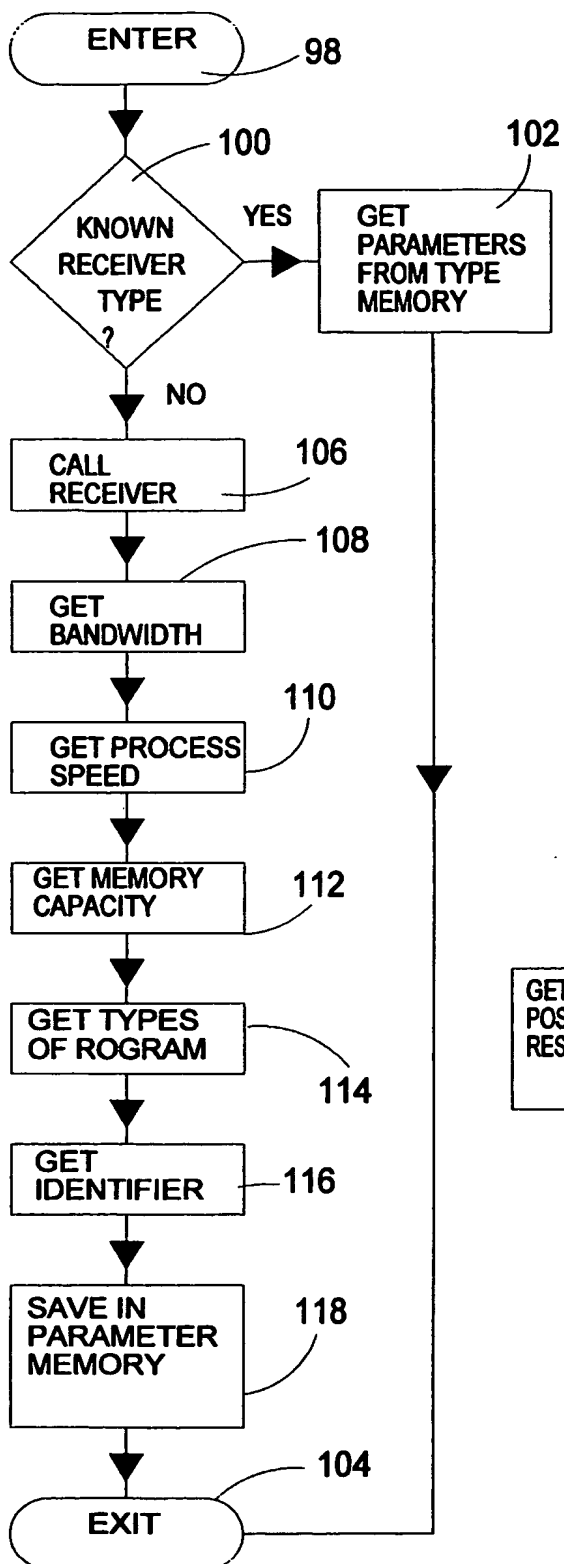 ENTER
98
100
102
KNOWN
RECEIVER
TYPE
?
YES
GET
PARAMETERS
FROM TYPE
MEMORY
NO
CALL
RECEIVER
106
108
GET
BANDWIDTH
110
GET PROCESS
SPEED
GET MEMORY
CAPACITY
112
GET TYPES
OF ROGRAM
114
GET
POS
RES
GET
IDENTIFIER
116
SAVE IN
PARAMETER
MEMORY
118
104
EXIT